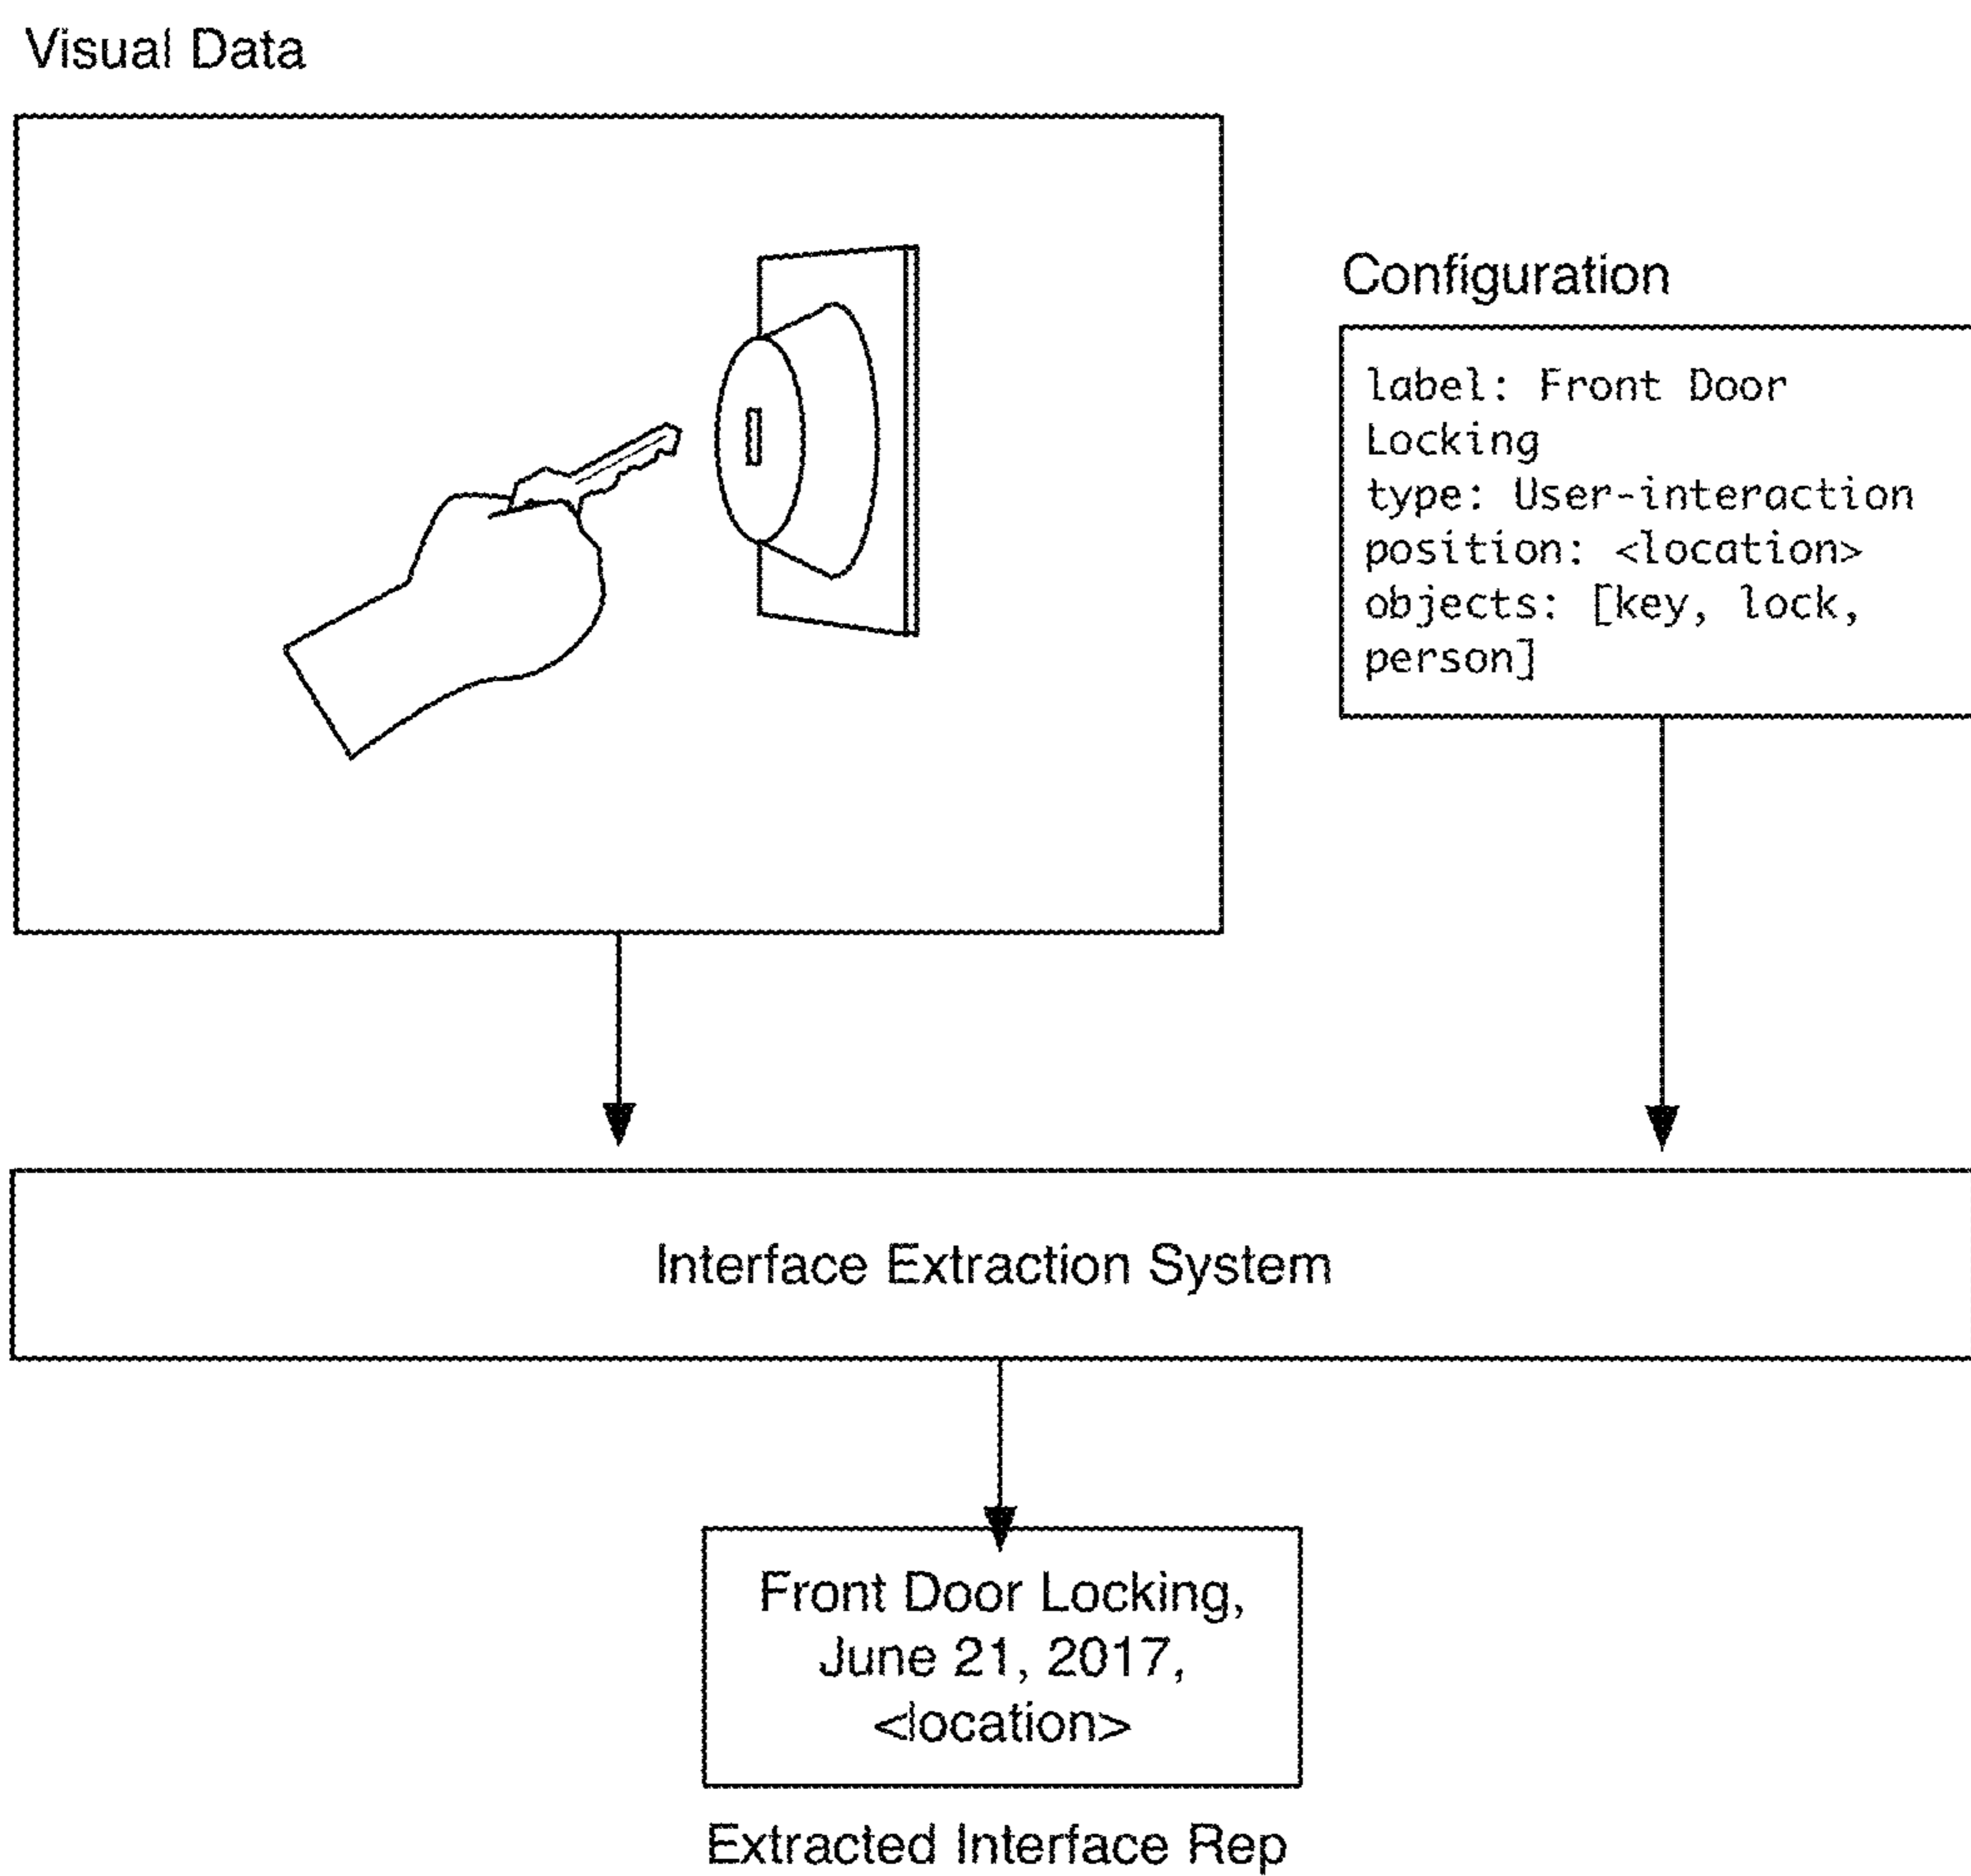 Visual Data
Configuration
label: Front Door
Locking
type: User-interaction
position: <location>
objects: [key, lock,
person]
Interface Extraction System
Front Door Locking,
June 21, 2017,
<location>
Extracted Interface Rep